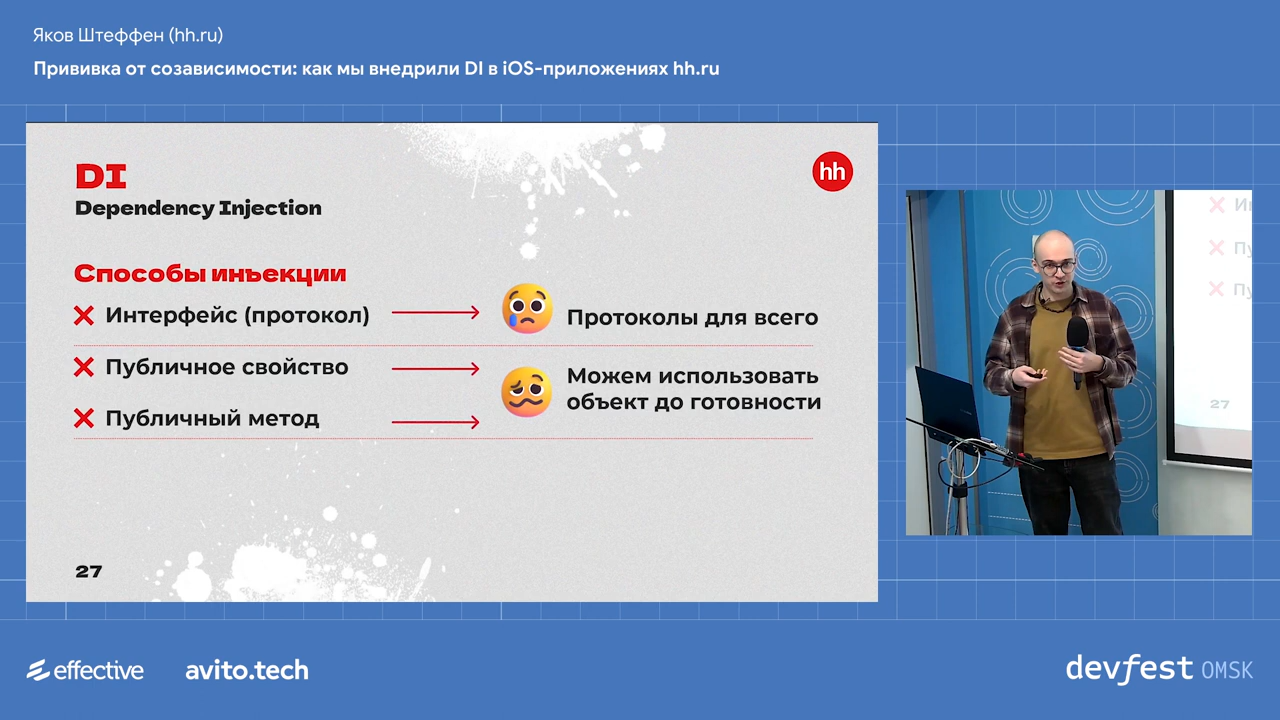 Яков Штеффен (hh.ru)
Прививка от созависимости: как мы внедрили DI в iOS-приложениях hh.ru
DI
hh
Dependency Injection
Способы инъекции
Интерфейс (протокол)
Протоколы для всего
Публичное свойство
Можем использовать
объект до готовности
Публичный метод
27
27
effective
avito.tech
devfest OMSK